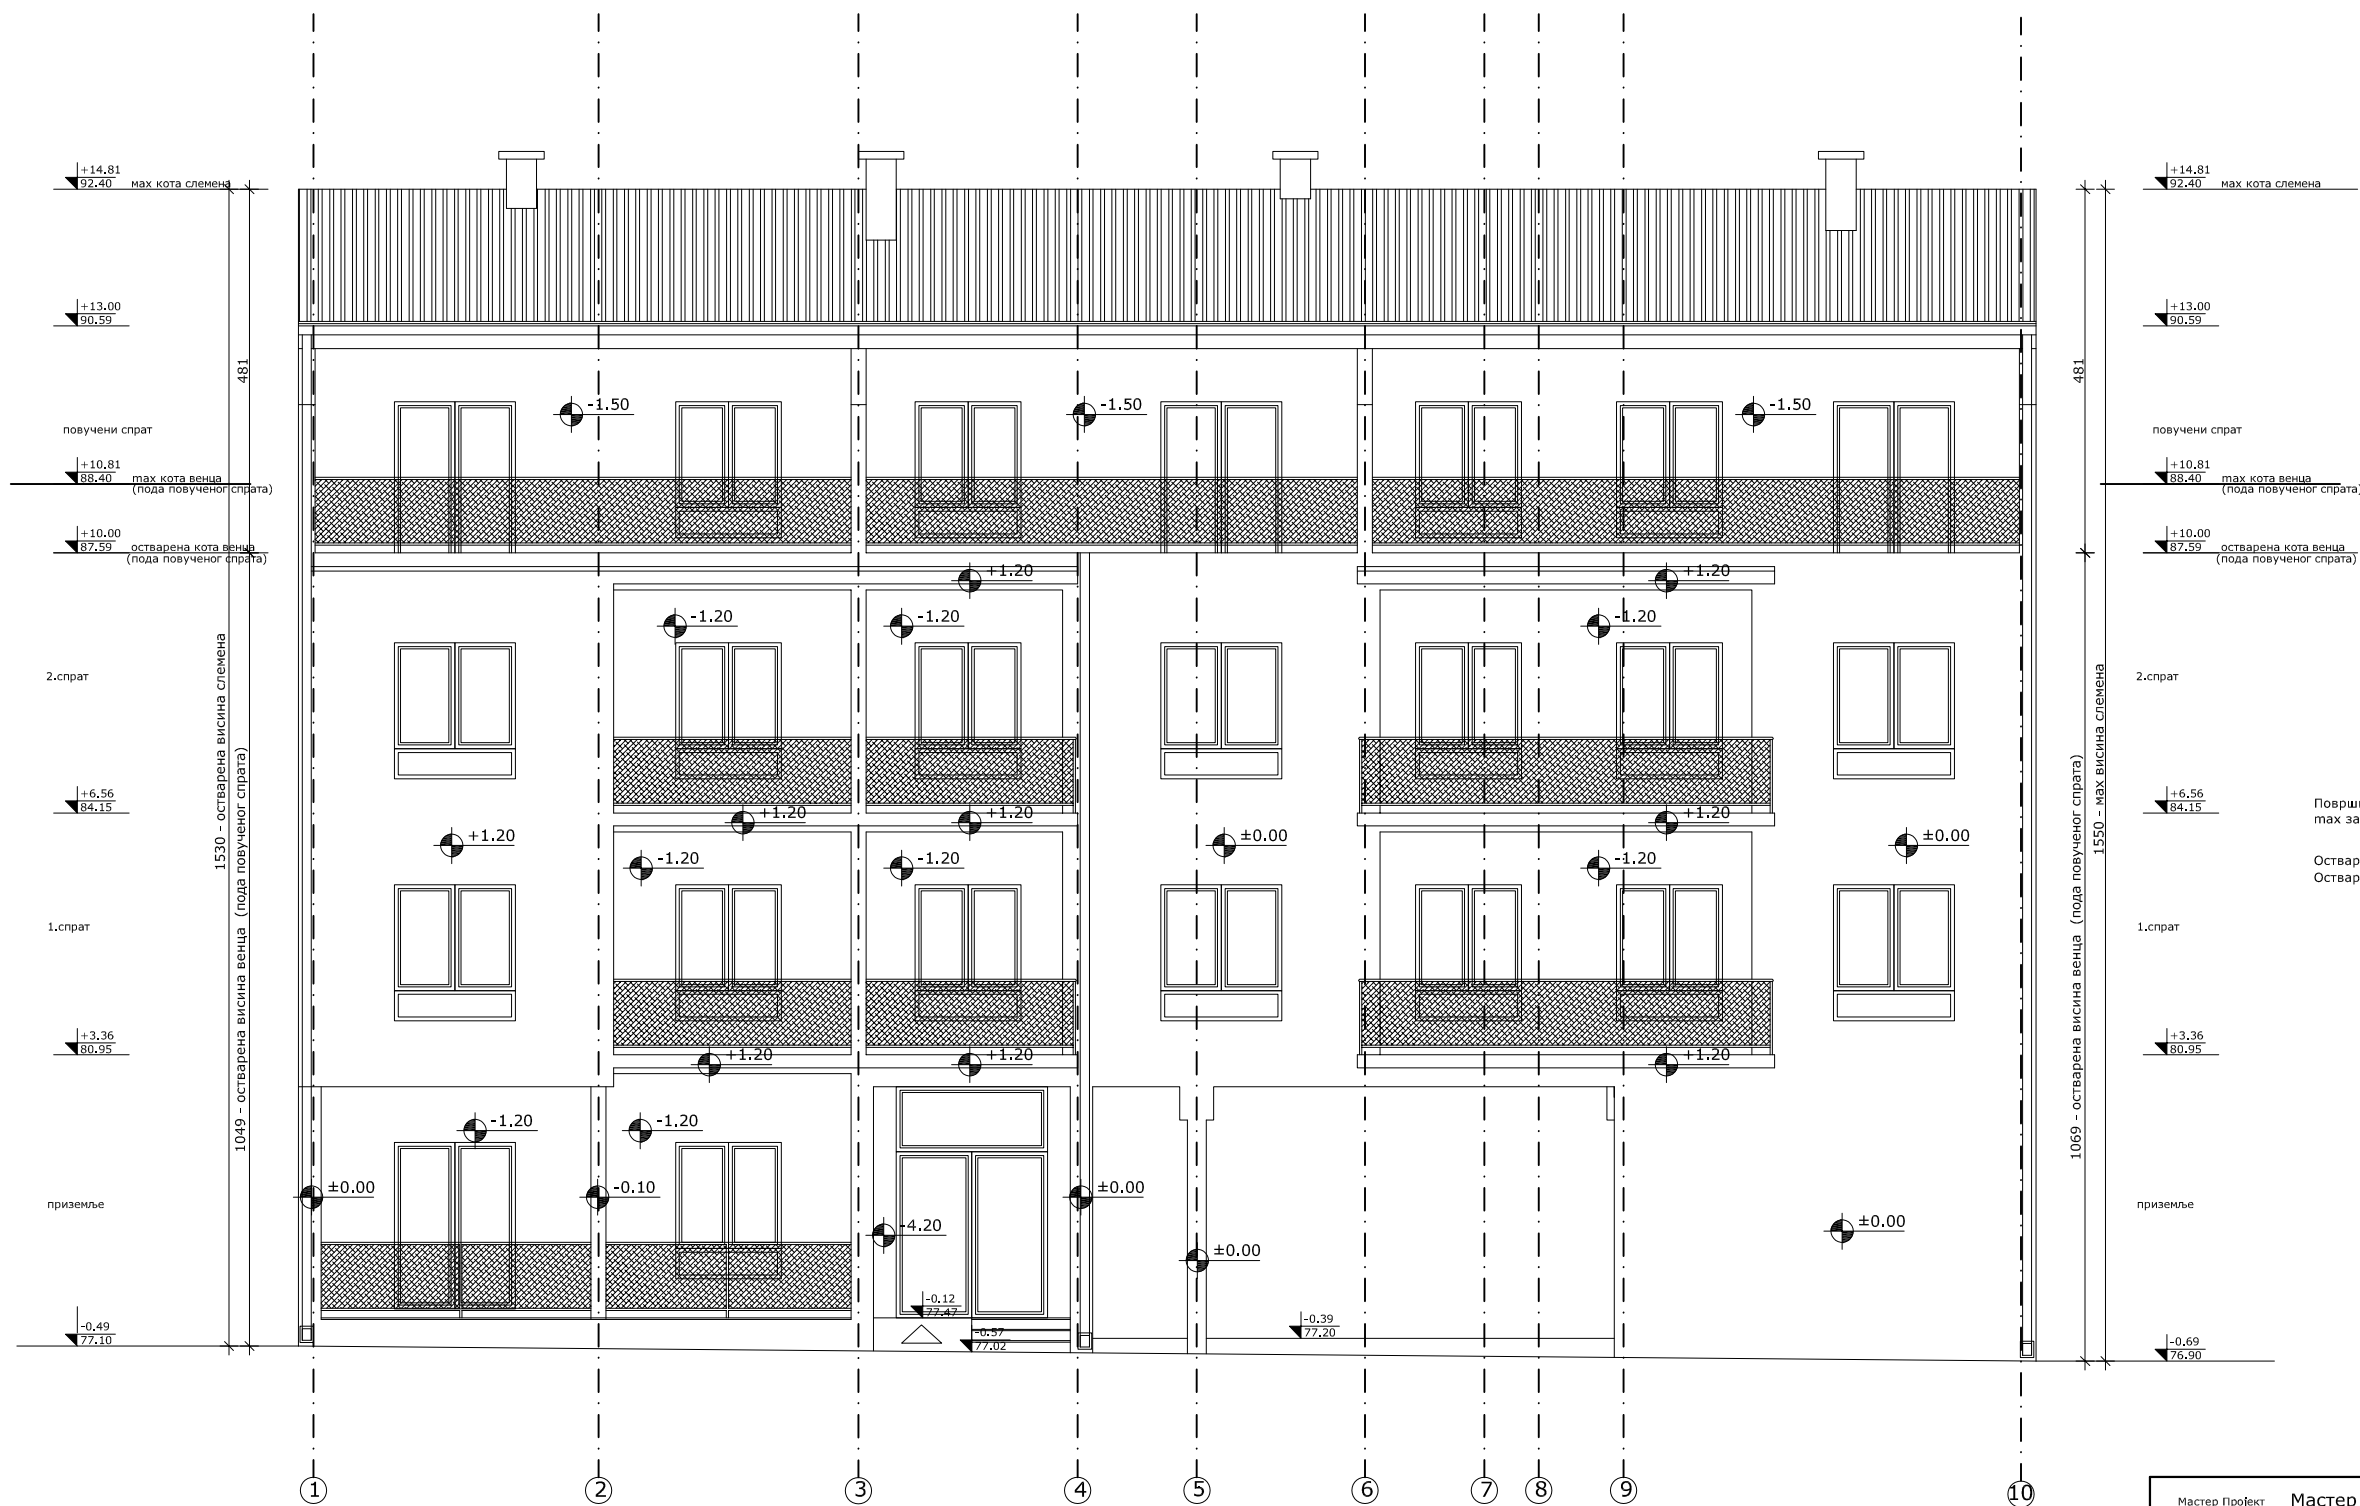 +14.81
92.40 мах кота слемена
+13.00
90.59
481
повучени спрат
+10.81
88.40 max кота венца
(пода повученог спрата)
+10.00
87.59 остварена кота венца
(пода повученог спрата)
2.спрат
+6.56
84.15
1530 - остварена висина слемена
1049 - остварена висина венца (пода повученог спрата)
1.спрат
+3.36
80.95
приземље
-0.49
77.10
-1.50
-1.50
-1.50
+1.20
+1.20
-1.20
-1.20
-1.20
+1.20
+1.20
+1.20
+1.20
±0.00
±0.00
-1.20
-1.20
-1.20
+1.20
+1.20
+1.20
-1.20
-1.20
±0.00
-0.10
±0.00
-4.20
±0.00
±0.00
-0.12
77.47
-0.57
77.02
-0.39
77.20
+14.81
92.40 мах кота слемена
+13.00
90.59
481
повучени спрат
+10.81
88.40 max кота венца
(пода повученог спрата)
+10.00
87.59 остварена кота венца
(пода повученог спрата)
2.спрат
+6.56
84.15
1550 - мах висина слемена
1069 - остварена висина венца (пода повученог спрата)
1.спрат
+3.36
80.95
приземље
-0.69
76.90
max за
1
2
3
4
5
6
7
8
9
10
Мастер Пројект Мастер